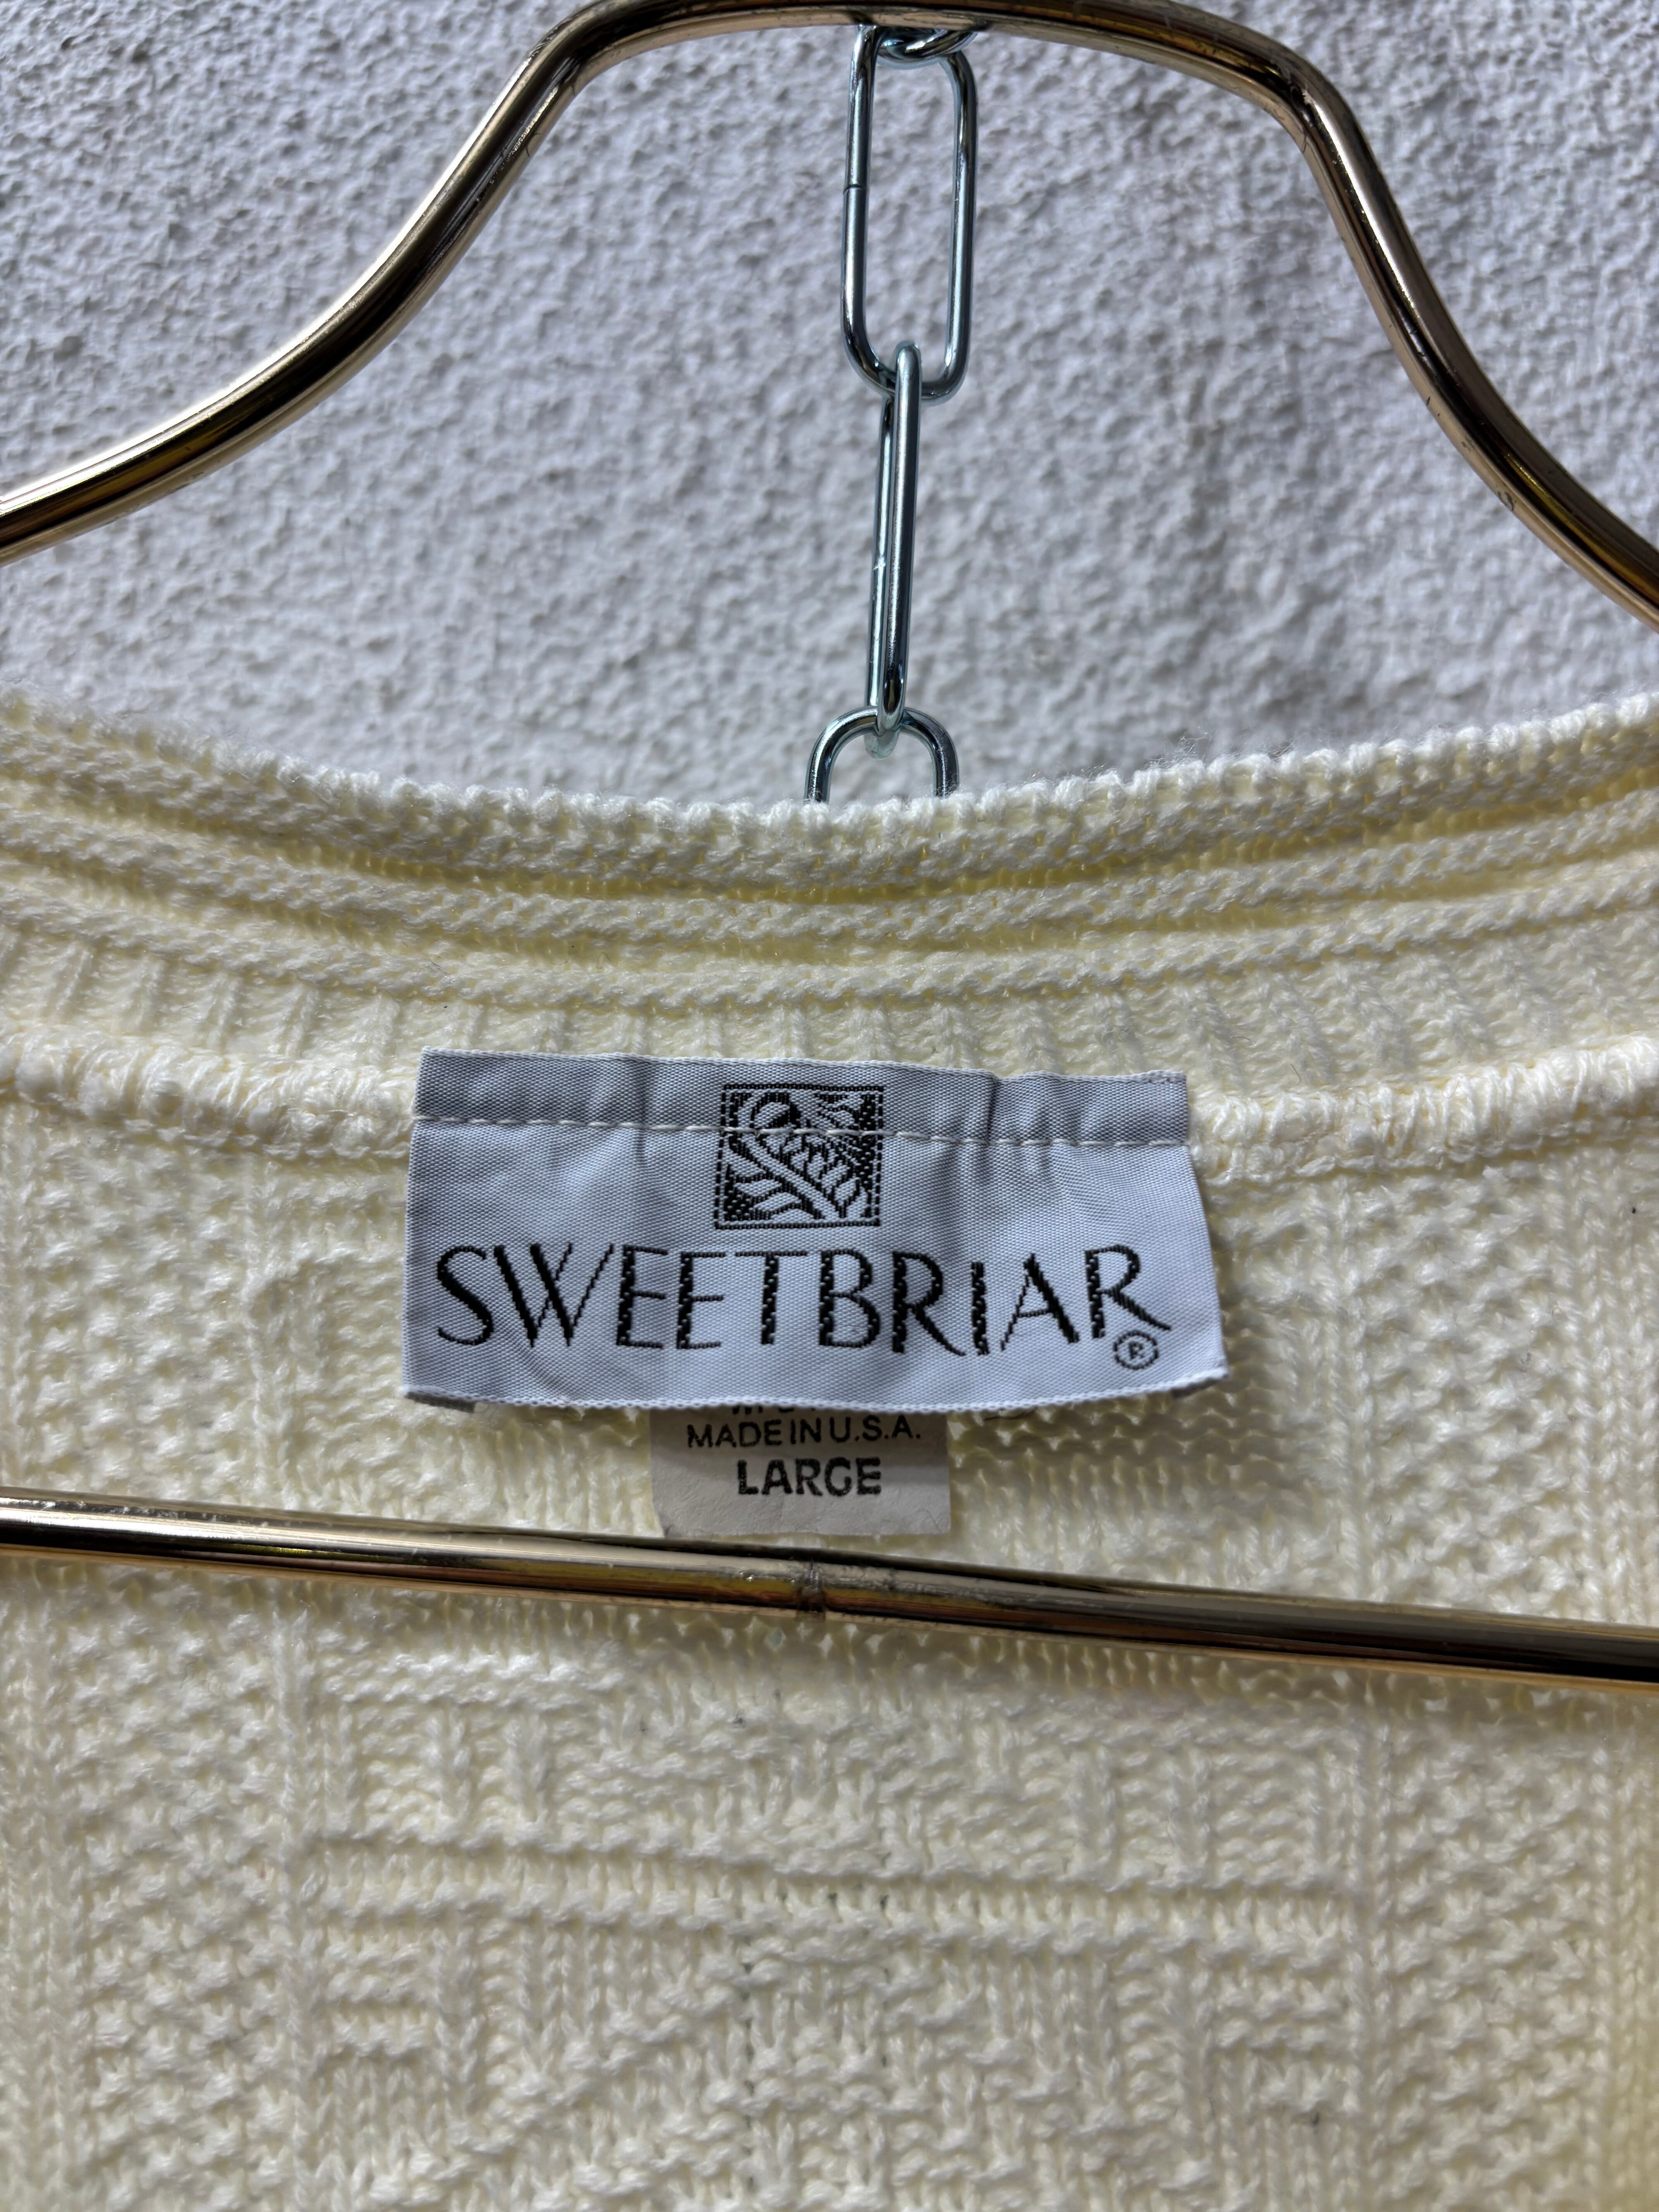 SWEETBRIAR®
MADE IN U.S.A.
LARGE